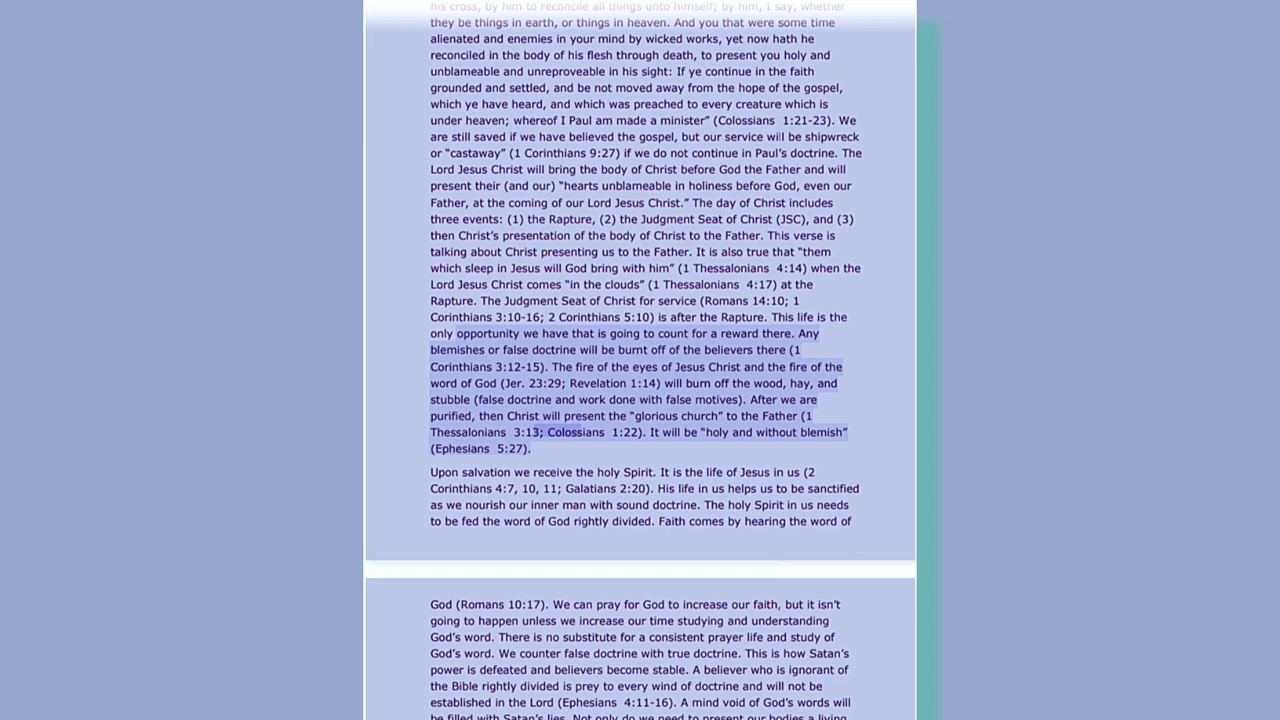 his cross, by him to reconcile all things unto himself; by him, I say, whether
they be things in earth, or things in heaven. And you that were some time
alienated and enemies in your mind by wicked works, yet now hath he
reconciled in the body of his flesh through death, to present you holy and
unblameable and unreproveable in his sight: If ye continue in the faith
grounded and settled, and be not moved away from the hope of the gospel,
which ye have heard, and which was preached to every creature which is
under heaven; whereof I Paul am made a minister” (Colossians 1:21-23). We
are still saved if we have believed the gospel, but our service will be shipwreck
or “castaway” (1 Corinthians 9:27) if we do not continue in Paul’s doctrine. The
Lord Jesus Christ will bring the body of Christ before God the Father and will
present their (and our) “hearts unblameable in holiness before God, even our
Father, at the coming of our Lord Jesus Christ.” The day of Christ includes
three events: (1) the Rapture, (2) the Judgment Seat of Christ (JSC), and (3)
then Christ’s presentation of the body of Christ to the Father. This verse is
talking about Christ presenting us to the Father. It is also true that “them
which sleep in Jesus will God bring with him” (1 Thessalonians 4:14) when the
Lord Jesus Christ comes “in the clouds” (1 Thessalonians 4:17) at the
Rapture. The Judgment Seat of Christ for service (Romans 14:10; 1
Corinthians 3:10-16; 2 Corinthians 5:10) is after the Rapture. This life is the
only opportunity we have that is going to count for a reward there. Any
blemishes or false doctrine will be burnt off of the believers there (1
Corinthians 3:12-15). The fire of the eyes of Jesus Christ and the fire of the
word of God (Jer. 23:29; Revelation 1:14) will burn off the wood, hay, and
stubble (false doctrine and work done with false motives). After we are
purified, then Christ will present the “glorious church” to the Father (1
Thessalonians 3:13; Colossians 1:22). It will be “holy and without blemish”
(Ephesians 5:27).
Upon salvation we receive the holy Spirit. It is the life of Jesus in us (2
Corinthians 4:7, 10, 11; Galatians 2:20). His life in us helps us to be sanctified
as we nourish our inner man with sound doctrine. The holy Spirit in us needs
to be fed the word of God rightly divided. Faith comes by hearing the word of
God (Romans 10:17). We can pray for God to increase our faith, but it isn’t
going to happen unless we increase our time studying and understanding
God’s word. There is no substitute for a consistent prayer life and study of
God’s word. We counter false doctrine with true doctrine. This is how Satan’s
power is defeated and believers become stable. A believer who is ignorant of
the Bible rightly divided is prey to every wind of doctrine and will not be
established in the Lord (Ephesians 4:11-16). A mind void of God’s words will
be filled with Satan’s lies. Not only do we need to present our bodies a living